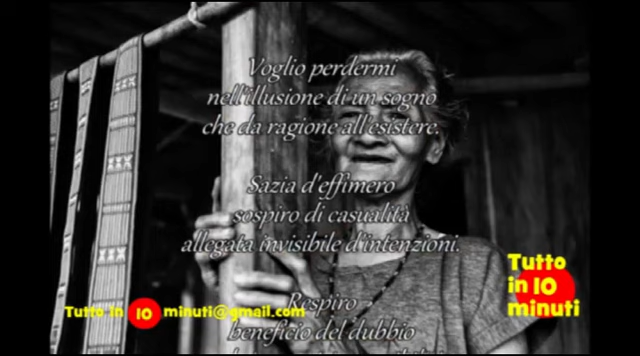 Voglio perdermi
nell'illusione di un sogno
che da ragione all'esistere.
Sazia d'effimero
sospiro di casualità
allegata invisibile d'intenzioni.
Respiro
beneficio del dubbio
Tutto in 10 minuti@gmail.com
Tutto
in 10
minuti